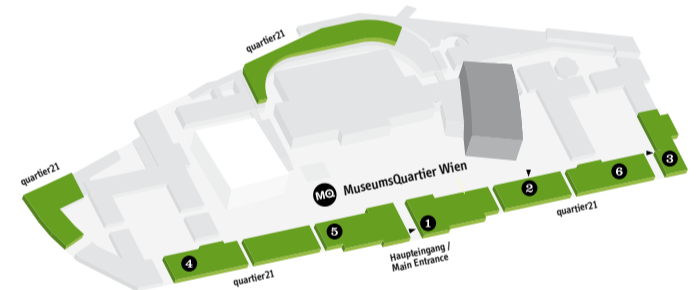 quartier21
quartier21
MQ MuseumsQuartier Wien
3
6
2
1
5
4
quartier21
Haupteingang /
Main Entrance
quartier21